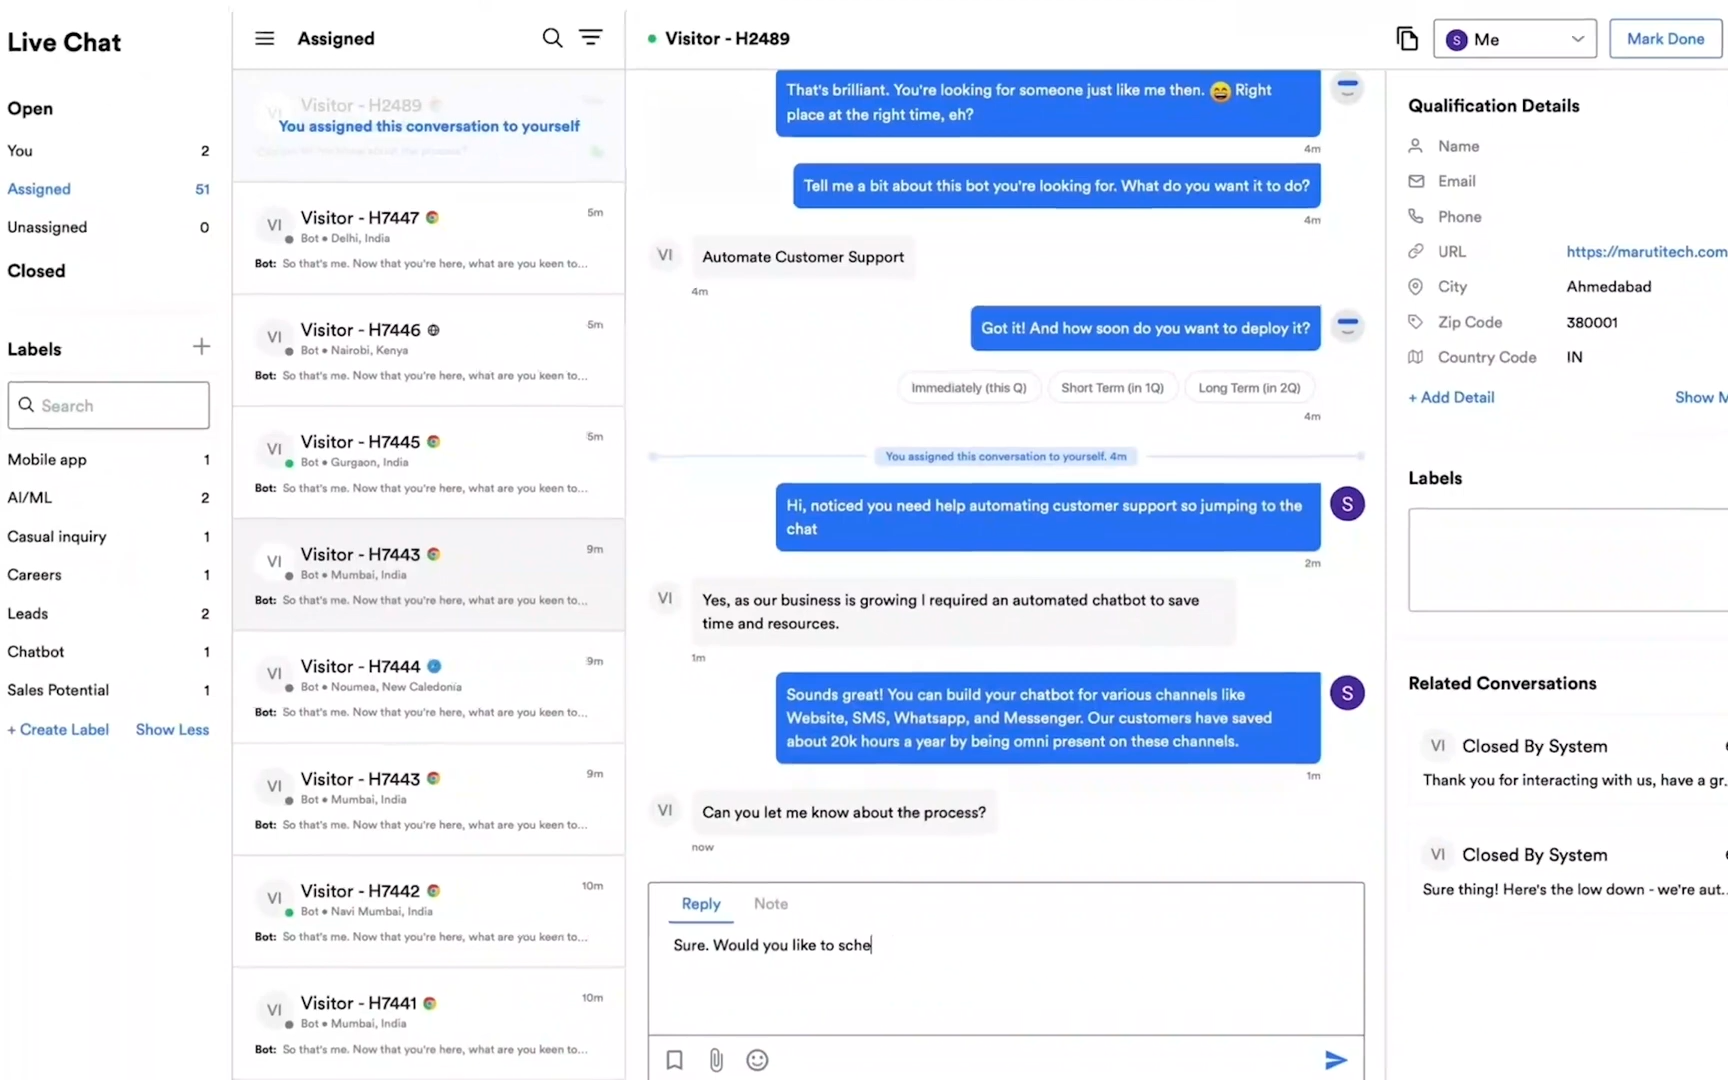 Live Chat
Open
You 2
Assigned 51
Unassigned 0
Closed
Labels
Search
Mobile app 1
AI/ML 2
Casual inquiry 1
Careers 1
Leads 2
Chatbot 1
Sales Potential 1
+ Create Label Show Less
Assigned
Visitor - H2489
You assigned this conversation to yourself
VI Visitor - H7447 5m
Bot • Delhi, India
Bot: So that's me. Now that you're here, what are you keen to...
VI Visitor - H7446 5m
Bot • Nairobi, Kenya
Bot: So that's me. Now that you're here, what are you keen to...
VI Visitor - H7445 5m
Bot • Gurgaon, India
Bot: So that's me. Now that you're here, what are you keen to...
VI Visitor - H7443 9m
Bot • Mumbai, India
Bot: So that's me. Now that you're here, what are you keen to...
VI Visitor - H7444 9m
Bot • Noumea, New Caledonia
Bot: So that's me. Now that you're here, what are you keen to...
VI Visitor - H7443 9m
Bot • Mumbai, India
Bot: So that's me. Now that you're here, what are you keen to...
VI Visitor - H7442 10m
Bot • Navi Mumbai, India
Bot: So that's me. Now that you're here, what are you keen to...
VI Visitor - H7441 10m
Bot • Mumbai, India
Bot: So that's me. Now that you're here, what are you keen to...
Visitor - H2489
That's brilliant. You're looking for someone just like me then. 😄 Right
place at the right time, eh?
4m
Tell me a bit about this bot you're looking for. What do you want it to do?
4m
VI Automate Customer Support
4m
Got it! And how soon do you want to deploy it?
Immediately (this Q) Short Term (in 1Q) Long Term (in 2Q)
4m
You assigned this conversation to yourself. 4m
Hi, noticed you need help automating customer support so jumping to the S
chat
2m
VI Yes, as our business is growing I required an automated chatbot to save
time and resources.
1m
Sounds great! You can build your chatbot for various channels like S
Website, SMS, Whatsapp, and Messenger. Our customers have saved
about 20k hours a year by being omni present on these channels.
1m
VI Can you let me know about the process?
now
Reply Note
Sure. Would you like to sche
S Me Mark Done
Qualification Details
Name
Email
Phone
URL https://marutitech.com
City Ahmedabad
Zip Code 380001
Country Code IN
+ Add Detail Show M
Labels
Related Conversations
VI Closed By System
Thank you for interacting with us, have a gr..
VI Closed By System
Sure thing! Here's the low down - we're aut..